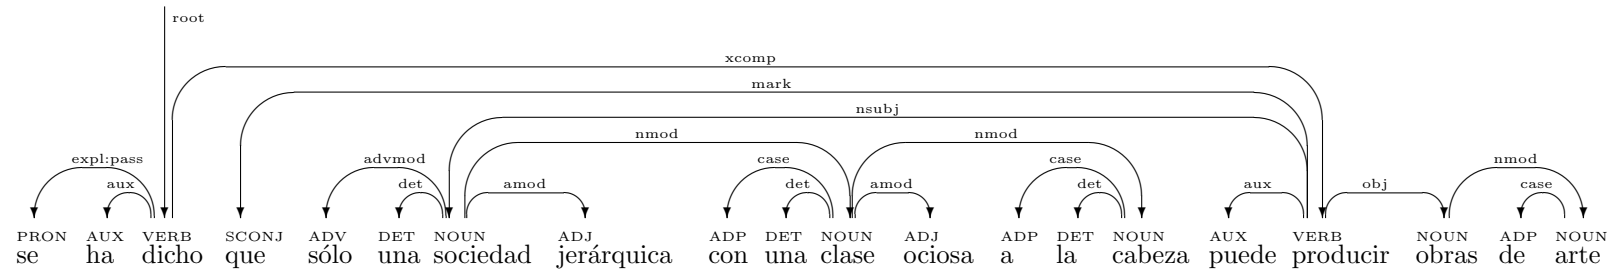 root
xcomp
mark
nsubj
nmod nmod
expl:pass advmod case case nmod
aux det amod det amod det aux obj case
PRON AUX VERB SCONJ ADV DET NOUN ADJ ADP DET NOUN ADJ ADP DET NOUN AUX VERB NOUN ADP NOUN
se ha dicho que sólo una sociedad jerárquica con una clase ociosa a la cabeza puede producir obras de arte